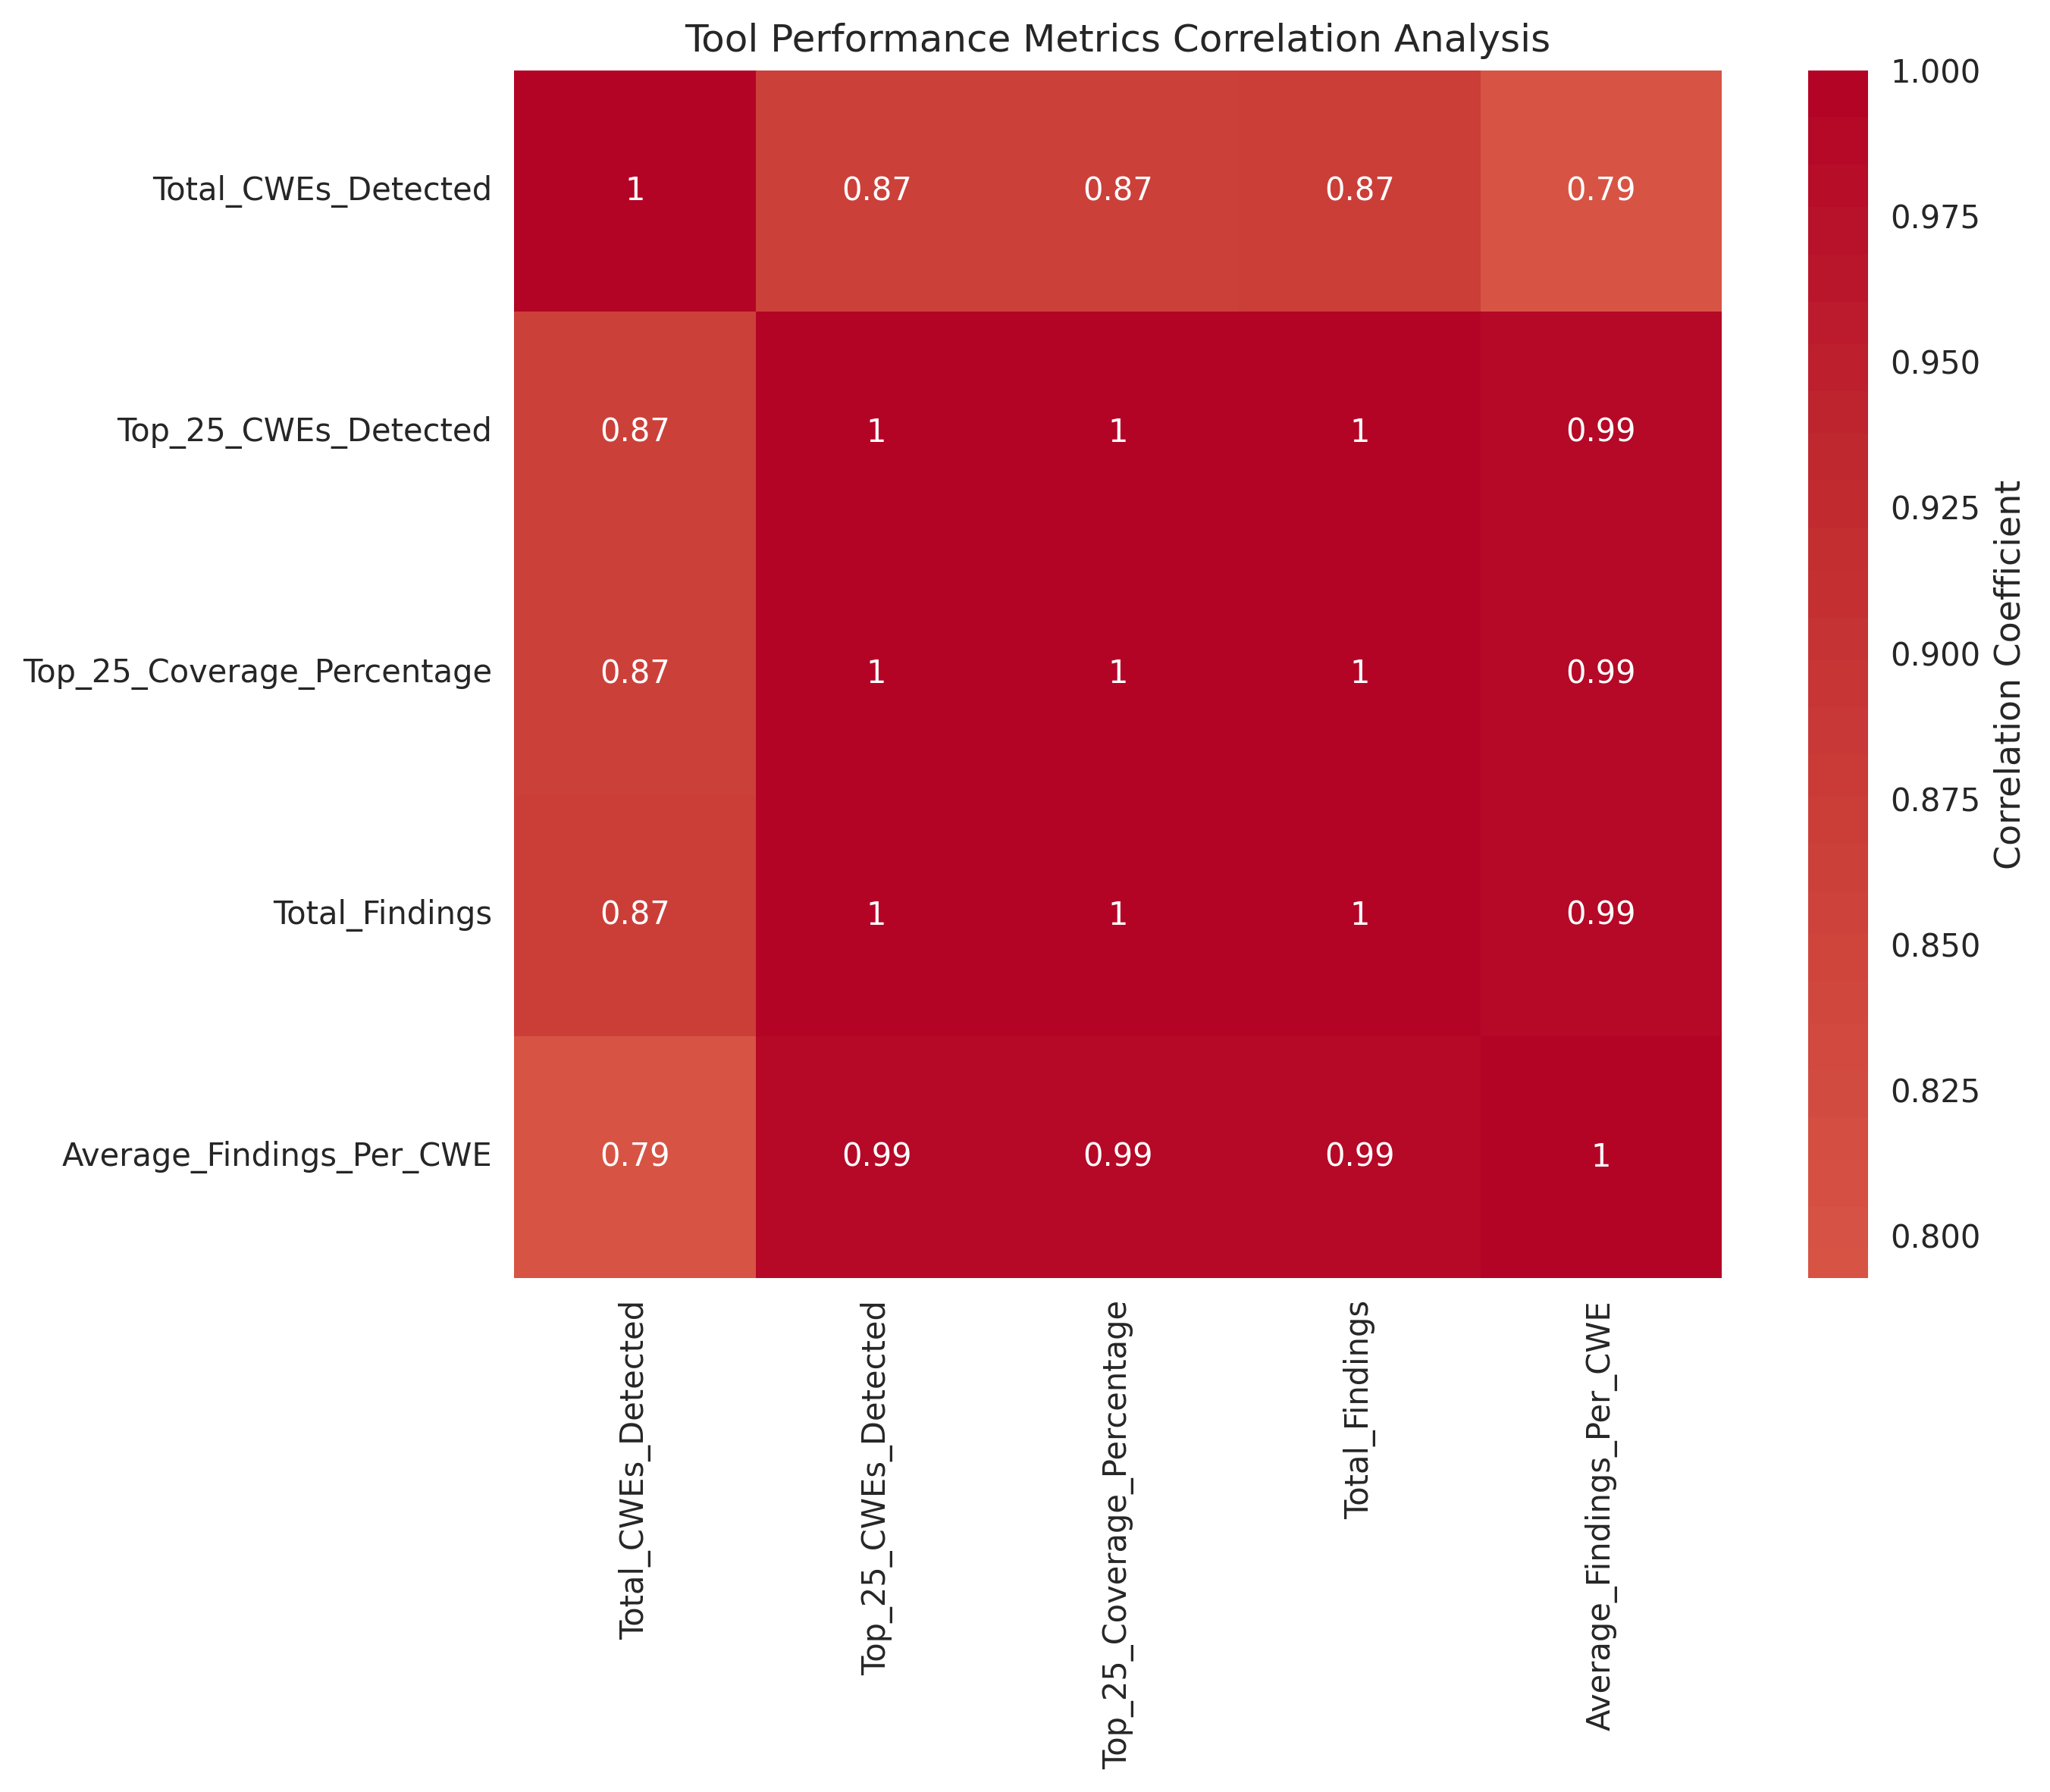 Tool Performance Metrics Correlation Analysis
Total_CWEs_Detected 1 0.87 0.87 0.87 0.79
Top_25_CWEs_Detected 0.87 1 1 1 0.99
Top_25_Coverage_Percentage 0.87 1 1 1 0.99
Total_Findings 0.87 1 1 1 0.99
Average_Findings_Per_CWE 0.79 0.99 0.99 0.99 1
Total_CWEs_Detected
Top_25_CWEs_Detected
Top_25_Coverage_Percentage
Total_Findings
Average_Findings_Per_CWE
1.000
0.975
0.950
0.925
0.900
0.875
0.850
0.825
0.800
Correlation Coefficient